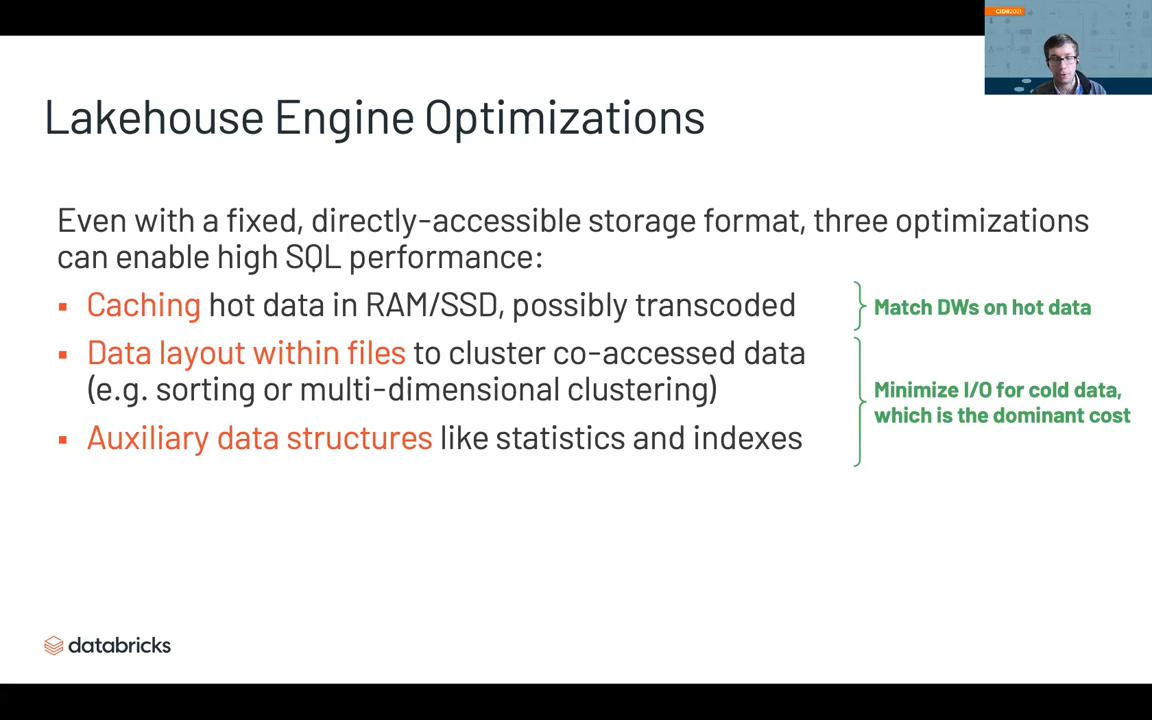 CIDR2021
Lakehouse Engine Optimizations
Even with a fixed, directly-accessible storage format, three optimizations
can enable high SQL performance:
▪ Caching hot data in RAM/SSD, possibly transcoded
Match DWs on hot data
▪ Data layout within files to cluster co-accessed data
(e.g. sorting or multi-dimensional clustering)
Minimize I/O for cold data,
which is the dominant cost
▪ Auxiliary data structures like statistics and indexes
databricks